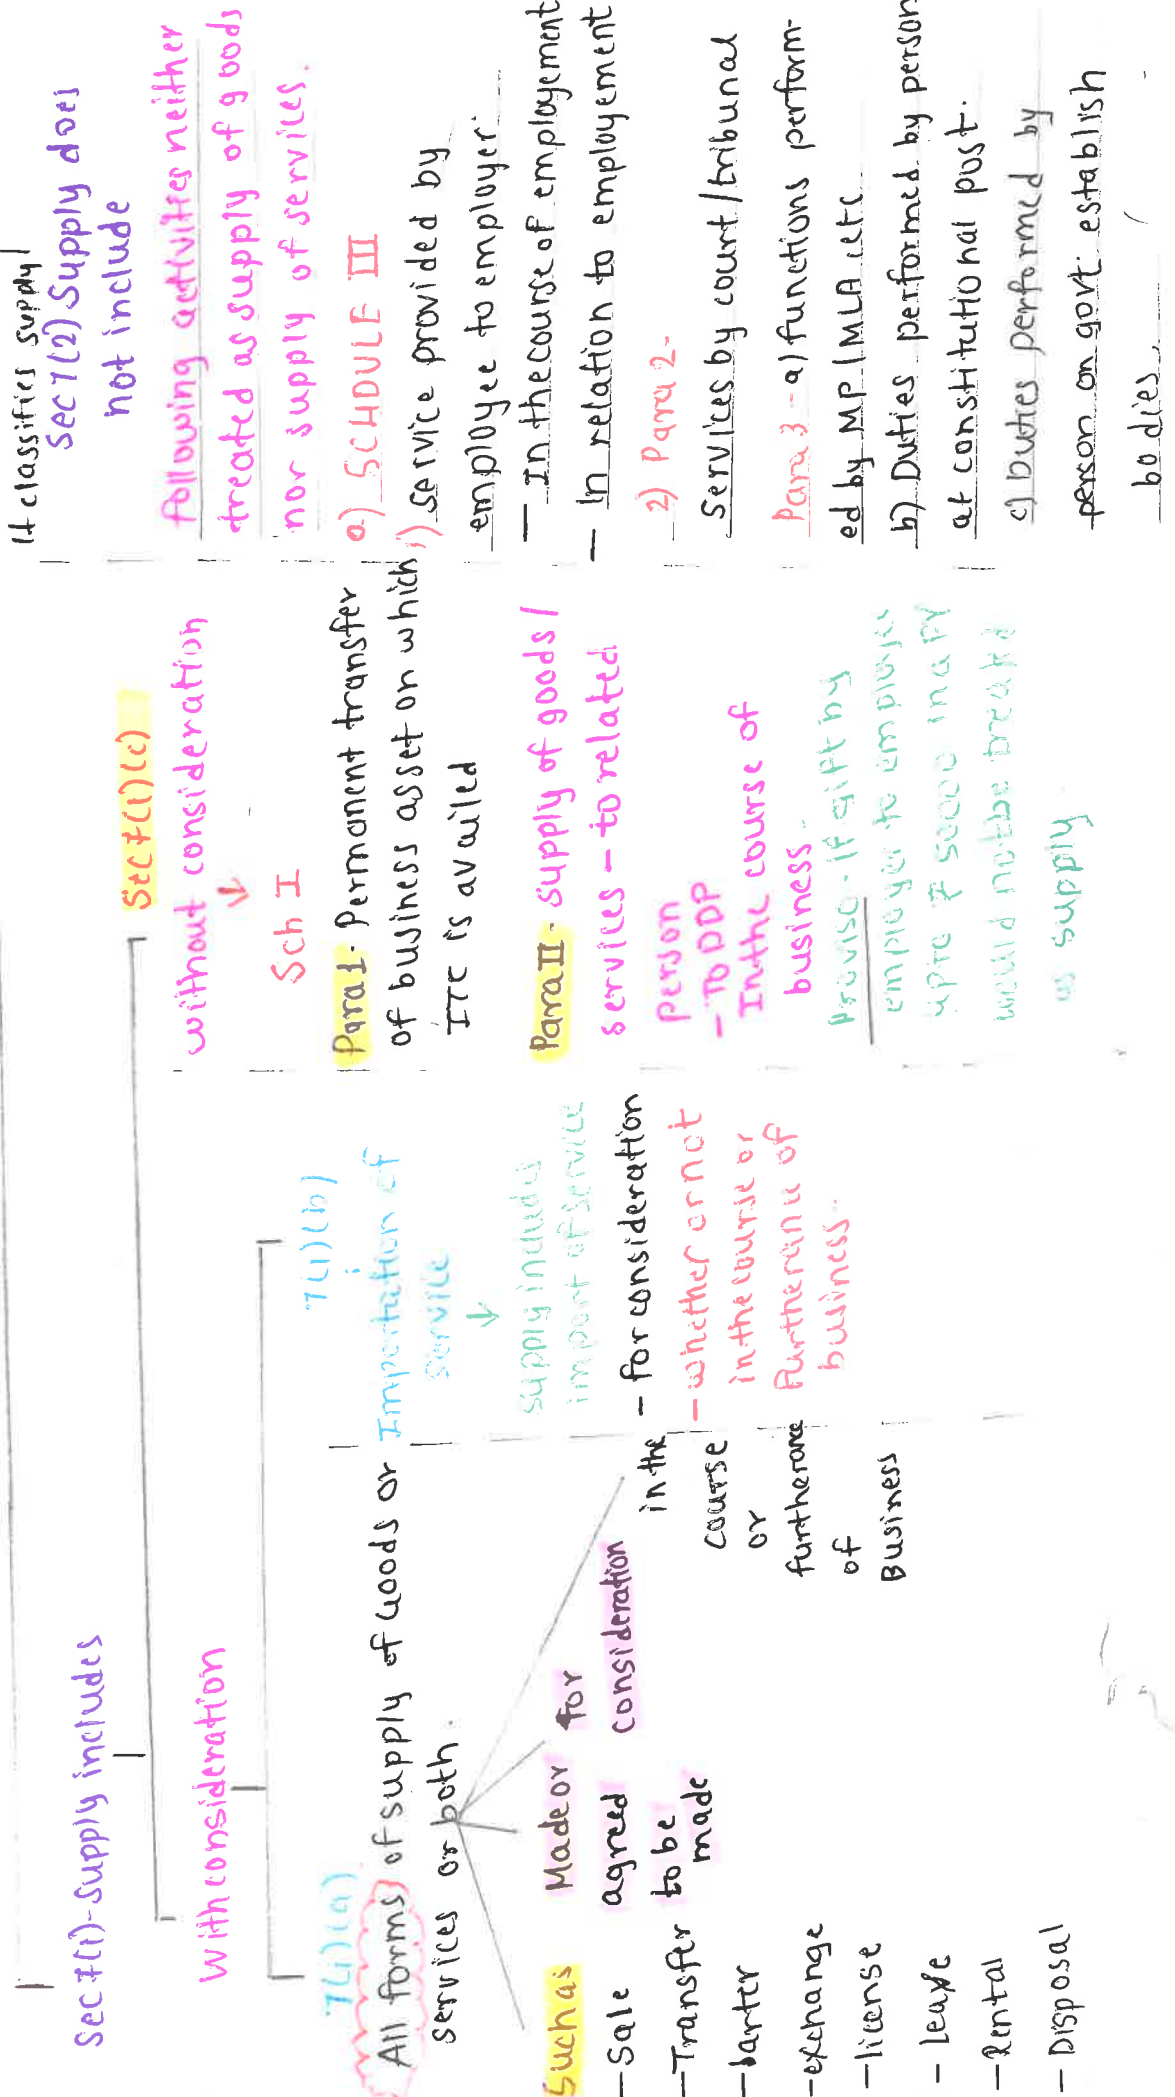 (It classifies supply)
Sec 7(1)-Supply includes
With consideration
7(1)(a)
All forms of supply of Goods or
services or both.
Such as
- Sale
- Transfer
- barter
- exchange
- license
- Lease
- Rental
- Disposal
Made or
agreed
to be
made
for
consideration
in the
course
or
furtherance
of
Business
7(1)(b)
Importation of
service
↓
supply includes
import of service
- for consideration
- whether or not
in the course or
furtherance of
business.
Sec 7(1)(c)
without consideration
↓
Sch I
Para 1- Permanent transfer
of business asset on which
ITC is availed
Para II- supply of goods/
services - to related
person
- To DDP
In the course of
business.
Proviso- if gift by
employer to employee
upto ₹ 50000 in a FY
would not be treated
as supply
Sec 7(2) Supply does
not include
Following activities neither
treated as supply of goods
nor supply of services.
a) SCHDULE III
i) service provided by
employee to employer.
- In the course of employement
- in relation to employement
2) Para 2-
services by court/tribunal
Para 3- a) functions perform-
ed by MP/MLA etc
b) Duties performed by person
at constitutional post.
c) Duties performed by
person on govt. establish
bodies